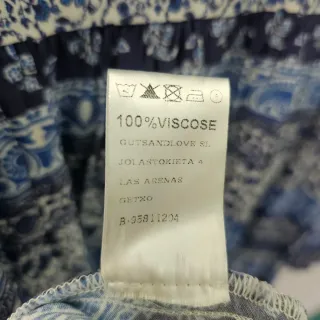 100% VISCOSE
GUTSANDLOVE SL
JOLASTOKIETA 4
LAS ARENAS
GETXO
B-95811204